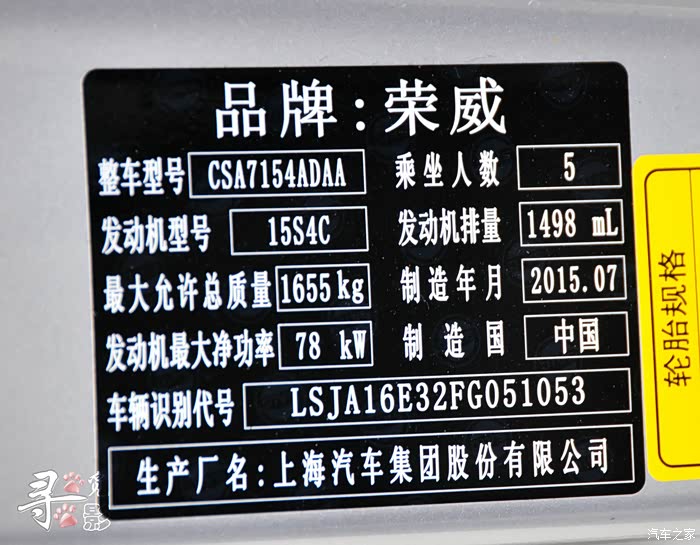 品牌:荣威
整车型号 CSA7154ADAA 乘坐人数 5
发动机型号 15S4C 发动机排量 1498 mL
最大允许总质量 1655kg 制造年月 2015.07
发动机最大净功率 78 kW 制造国 中国
车辆识别代号 LSJA16E32FG051053
生产厂名:上海汽车集团股份有限公司
轮胎规格
寻 影
汽车之家